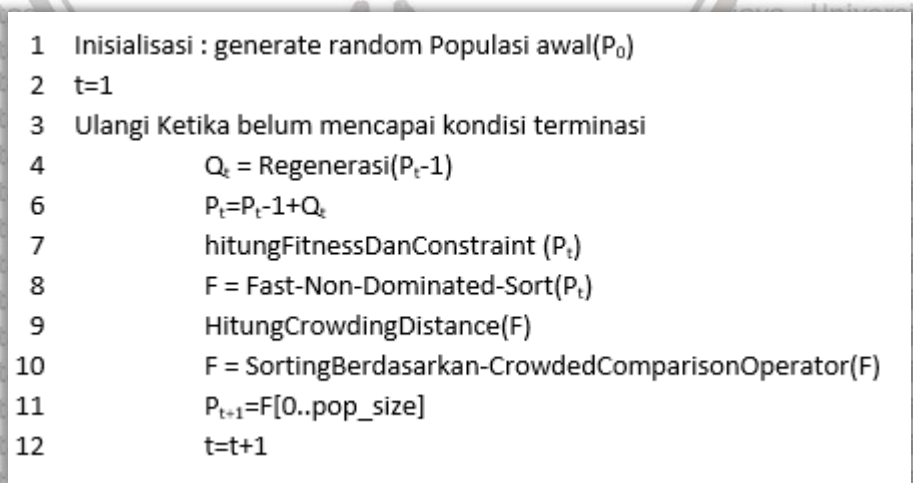 1 Inisialisasi : generate random Populasi awal(P₀)
2 t=1
3 Ulangi Ketika belum mencapai kondisi terminasi
4 Qₜ = Regenerasi(Pₜ-1)
6 Pₜ=Pₜ-1+Qₜ
7 hitungFitnessDanConstraint (Pₜ)
8 F = Fast-Non-Dominated-Sort(Pₜ)
9 HitungCrowdingDistance(F)
10 F = SortingBerdasarkan-CrowdedComparisonOperator(F)
11 Pₜ₊₁=F[0..pop_size]
12 t=t+1